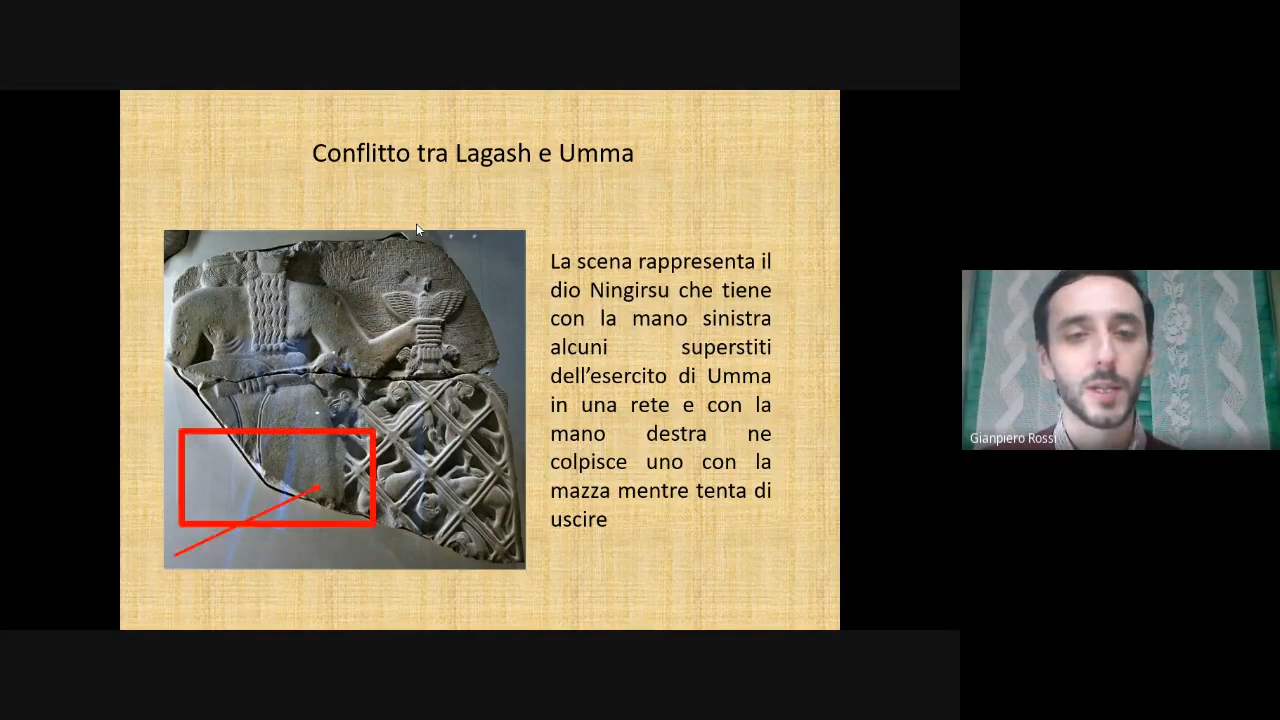 Conflitto tra Lagash e Umma
La scena rappresenta il
dio Ningirsu che tiene
con la mano sinistra
alcuni superstiti
dell’esercito di Umma
in una rete e con la
mano destra ne
colpisce uno con la
mazza mentre tenta di
uscire
Gianpiero Rossi